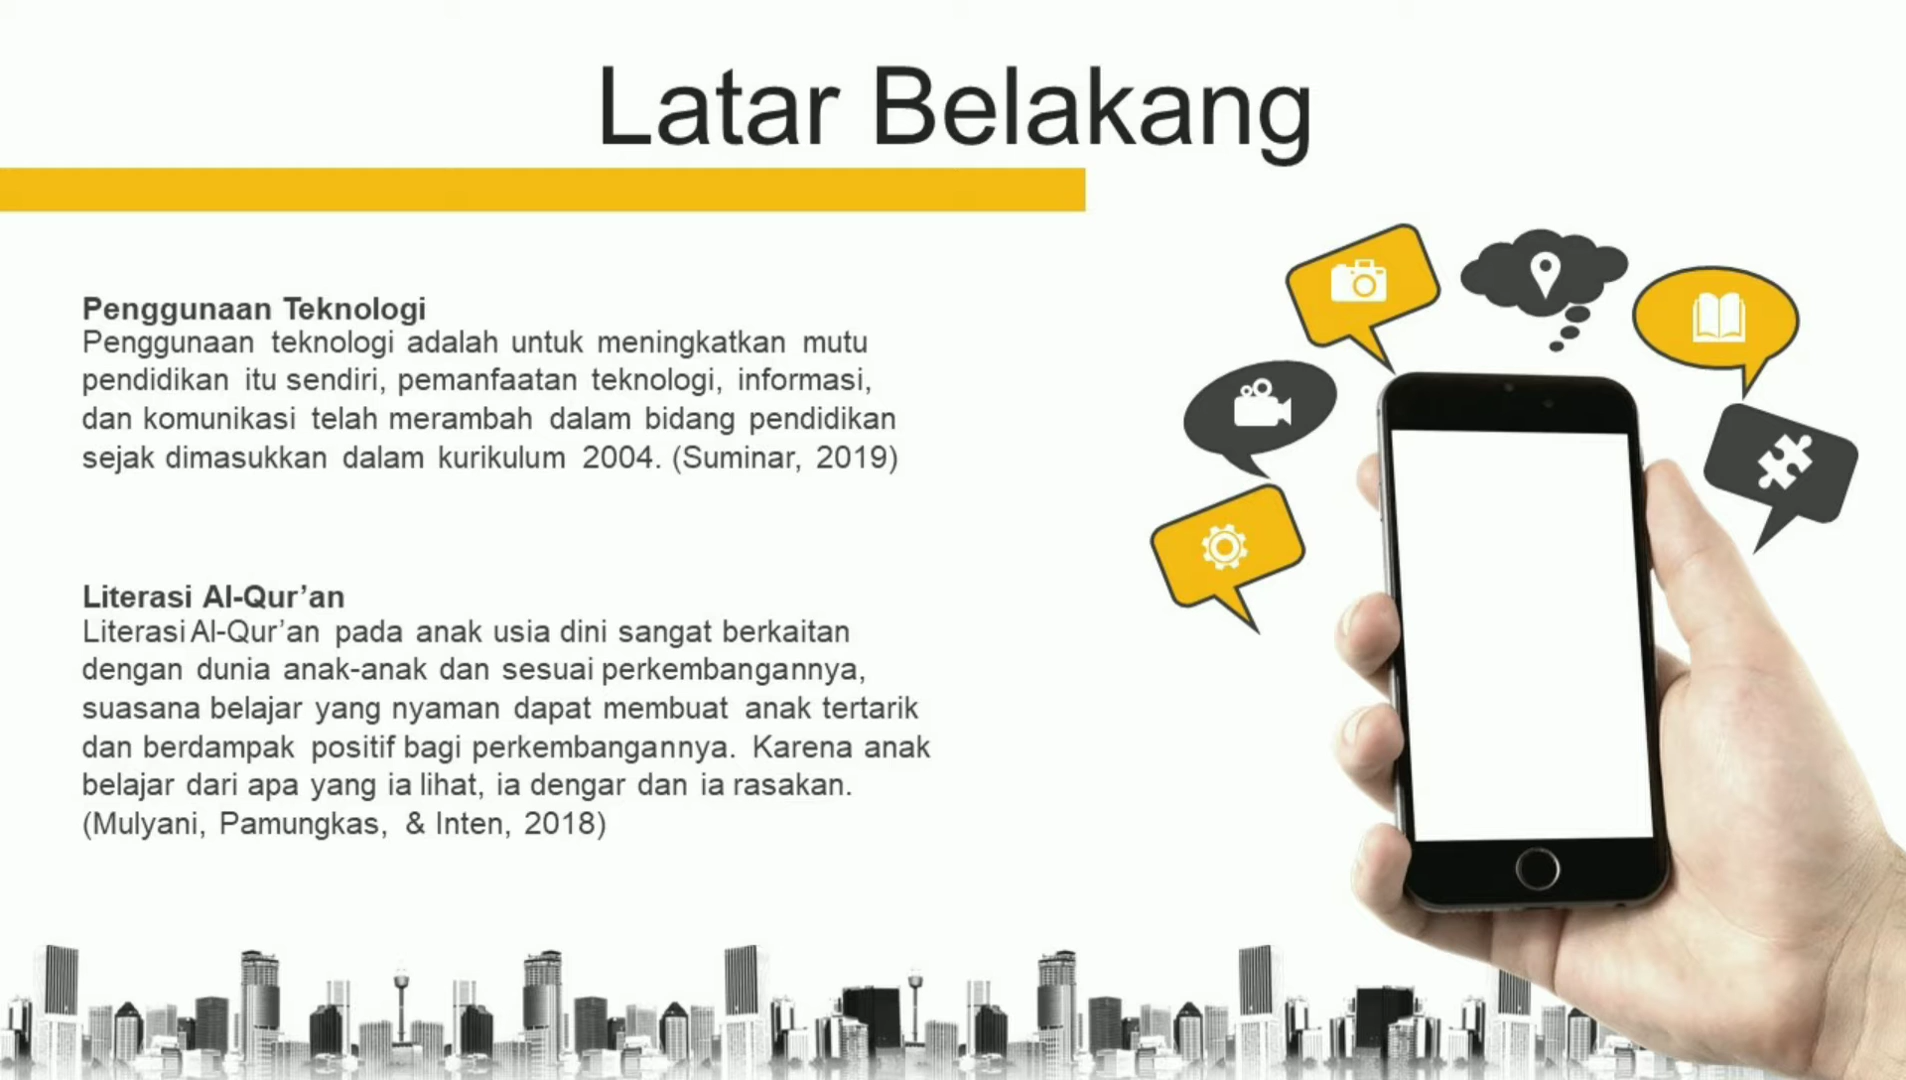 Latar Belakang
Penggunaan Teknologi
Penggunaan teknologi adalah untuk meningkatkan mutu
pendidikan itu sendiri, pemanfaatan teknologi, informasi,
dan komunikasi telah merambah dalam bidang pendidikan
sejak dimasukkan dalam kurikulum 2004. (Suminar, 2019)
Literasi Al-Qur’an
Literasi Al-Qur’an pada anak usia dini sangat berkaitan
dengan dunia anak-anak dan sesuai perkembangannya,
suasana belajar yang nyaman dapat membuat anak tertarik
dan berdampak positif bagi perkembangannya. Karena anak
belajar dari apa yang ia lihat, ia dengar dan ia rasakan.
(Mulyani, Pamungkas, & Inten, 2018)